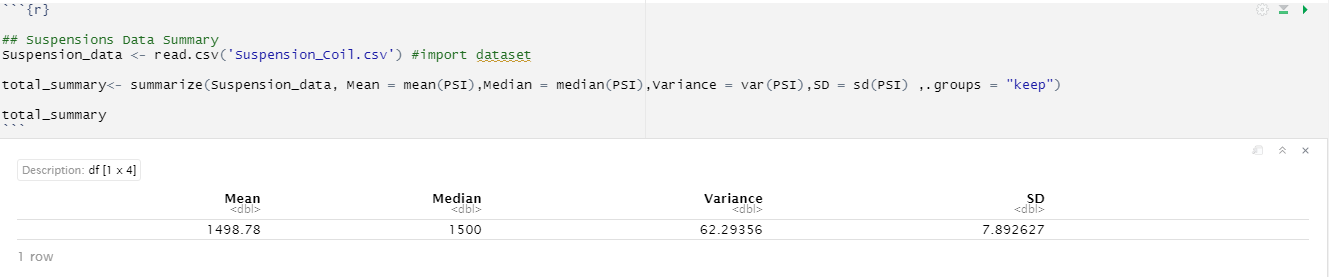 ```{r}
## Suspensions Data Summary
Suspension_data <- read.csv('Suspension_Coil.csv') #import dataset
total_summary<- summarize(Suspension_data, Mean = mean(PSI),Median = median(PSI),Variance = var(PSI),SD = sd(PSI) ,.groups = "keep")
total_summary
```
Description: df [1 x 4]
Mean Median Variance SD
<dbl> <dbl> <dbl> <dbl>
1498.78 1500 62.29356 7.892627
1 row